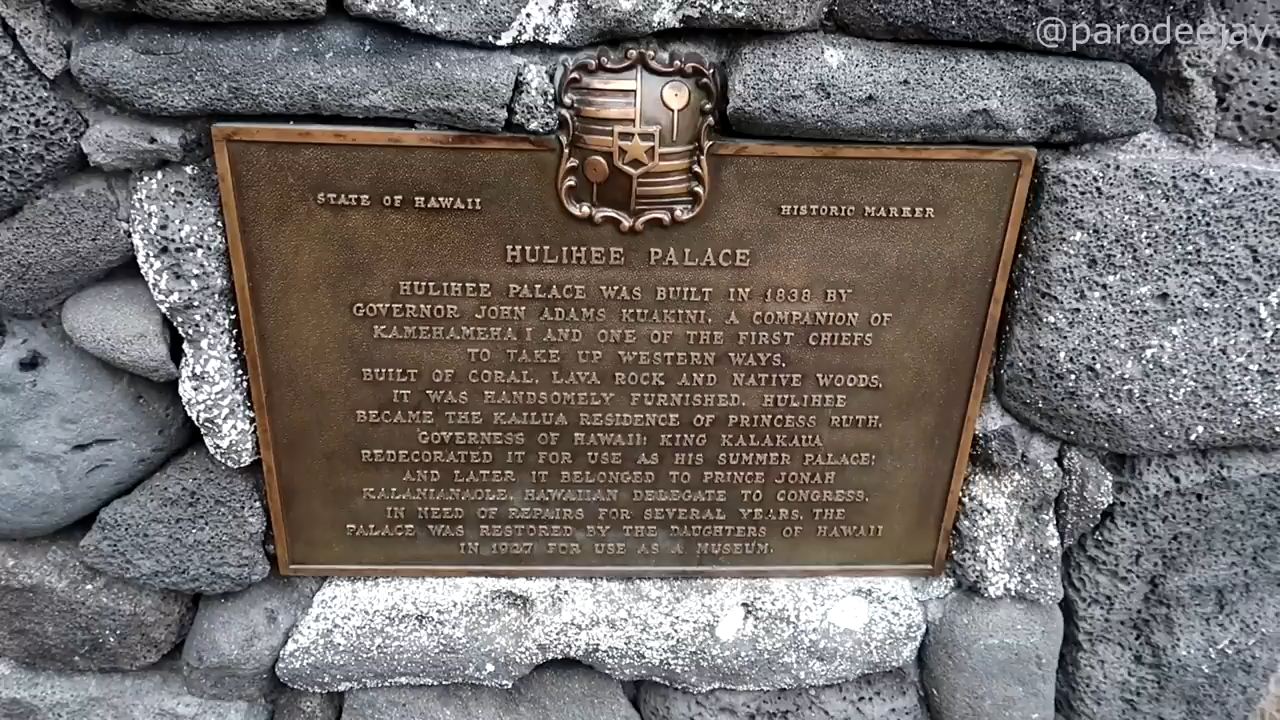 @parodeejay
STATE OF HAWAII
HISTORIC MARKER
HULIHEE PALACE
HULIHEE PALACE WAS BUILT IN 1838 BY
GOVERNOR JOHN ADAMS KUAKINI, A COMPANION OF
KAMEHAMEHA I AND ONE OF THE FIRST CHIEFS
TO TAKE UP WESTERN WAYS.
BUILT OF CORAL, LAVA ROCK AND NATIVE WOODS,
IT WAS HANDSOMELY FURNISHED. HULIHEE
BECAME THE KAILUA RESIDENCE OF PRINCESS RUTH,
GOVERNESS OF HAWAII; KING KALAKAUA
REDECORATED IT FOR USE AS HIS SUMMER PALACE;
AND LATER IT BELONGED TO PRINCE JONAH
KALANIANAOLE, HAWAIIAN DELEGATE TO CONGRESS.
IN NEED OF REPAIRS FOR SEVERAL YEARS, THE
PALACE WAS RESTORED BY THE DAUGHTERS OF HAWAII
IN 1927 FOR USE AS A MUSEUM.